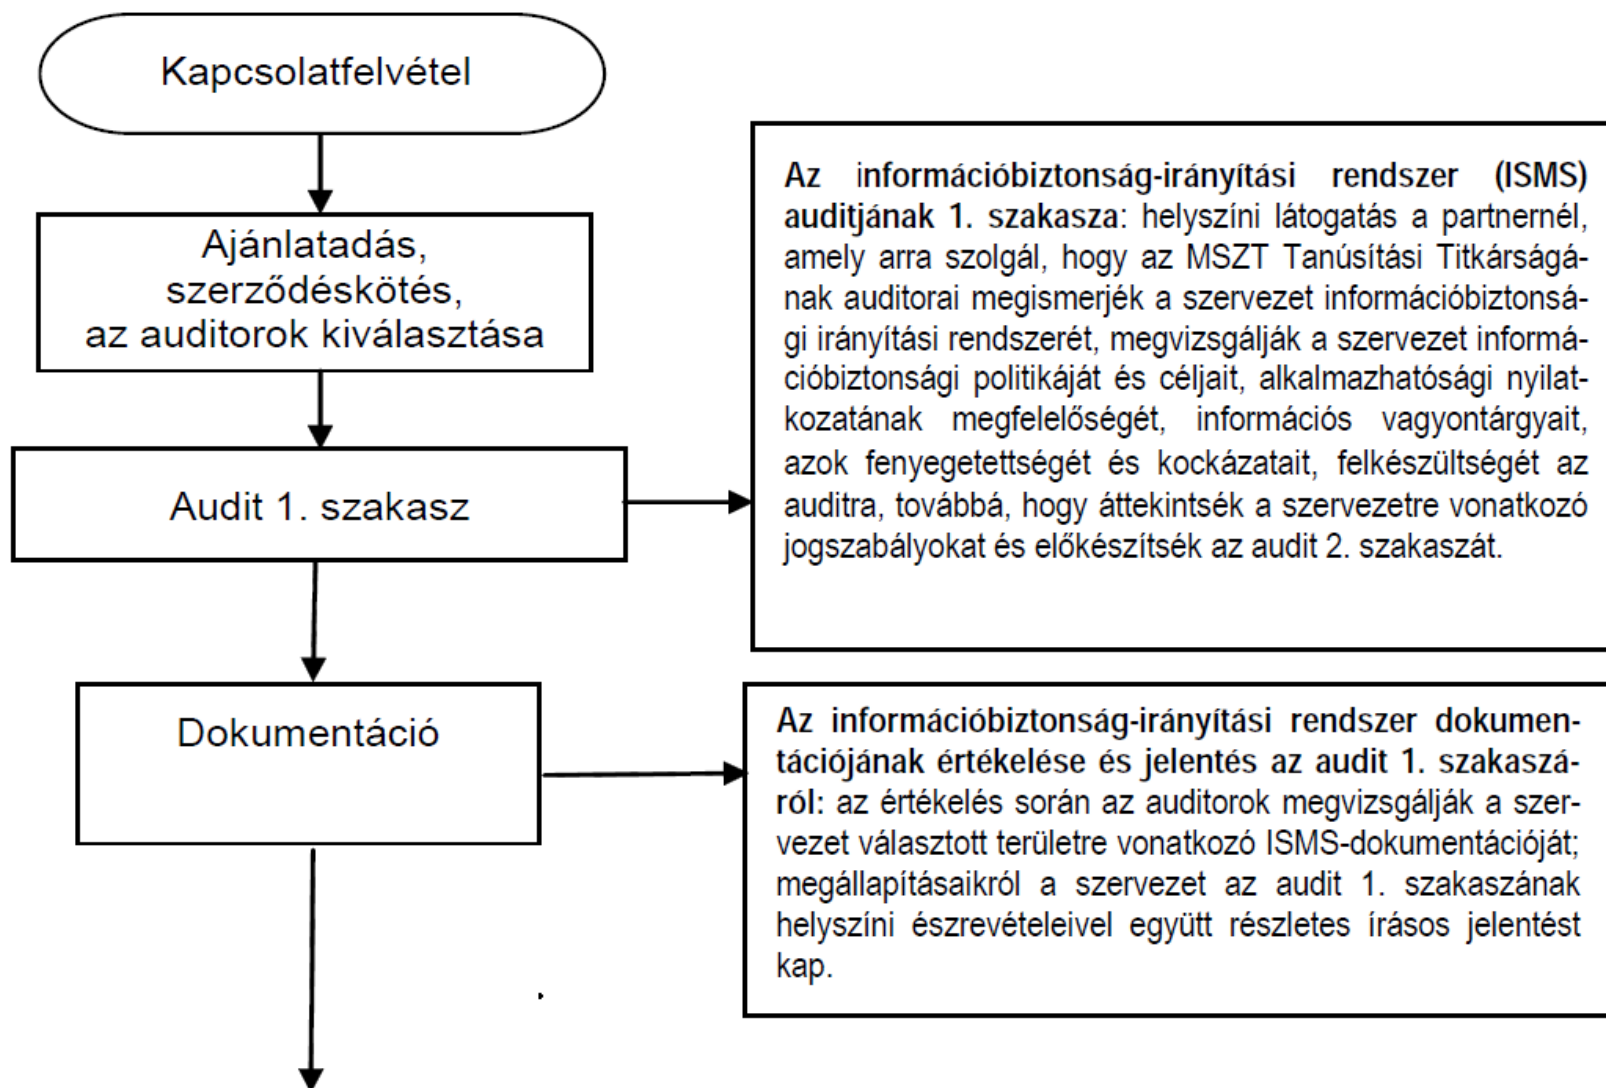 Kapcsolatfelvétel
Ajánlatadás,
szerződéskötés,
az auditorok kiválasztása
Audit 1. szakasz
Az információbiztonság-irányítási rendszer (ISMS)
auditjának 1. szakasza: helyszíni látogatás a partnernél,
amely arra szolgál, hogy az MSZT Tanúsítási Titkárságá-
nak auditorai megismerjék a szervezet információbiztonsá-
gi irányítási rendszerét, megvizsgálják a szervezet informá-
cióbiztonsági politikáját és céljait, alkalmazhatósági nyilat-
kozatának megfelelőségét, információs vagyontárgyait,
azok fenyegetettségét és kockázatait, felkészültségét az
auditra, továbbá, hogy áttekintsék a szervezetre vonatkozó
jogszabályokat és előkészítsék az audit 2. szakaszát.
Dokumentáció
Az információbiztonság-irányítási rendszer dokumen-
tációjának értékelése és jelentés az audit 1. szakaszá-
ról: az értékelés során az auditorok megvizsgálják a szer-
vezet választott területre vonatkozó ISMS-dokumentációját;
megállapításaikról a szervezet az audit 1. szakaszának
helyszíni észrevételeivel együtt részletes írásos jelentést
kap.